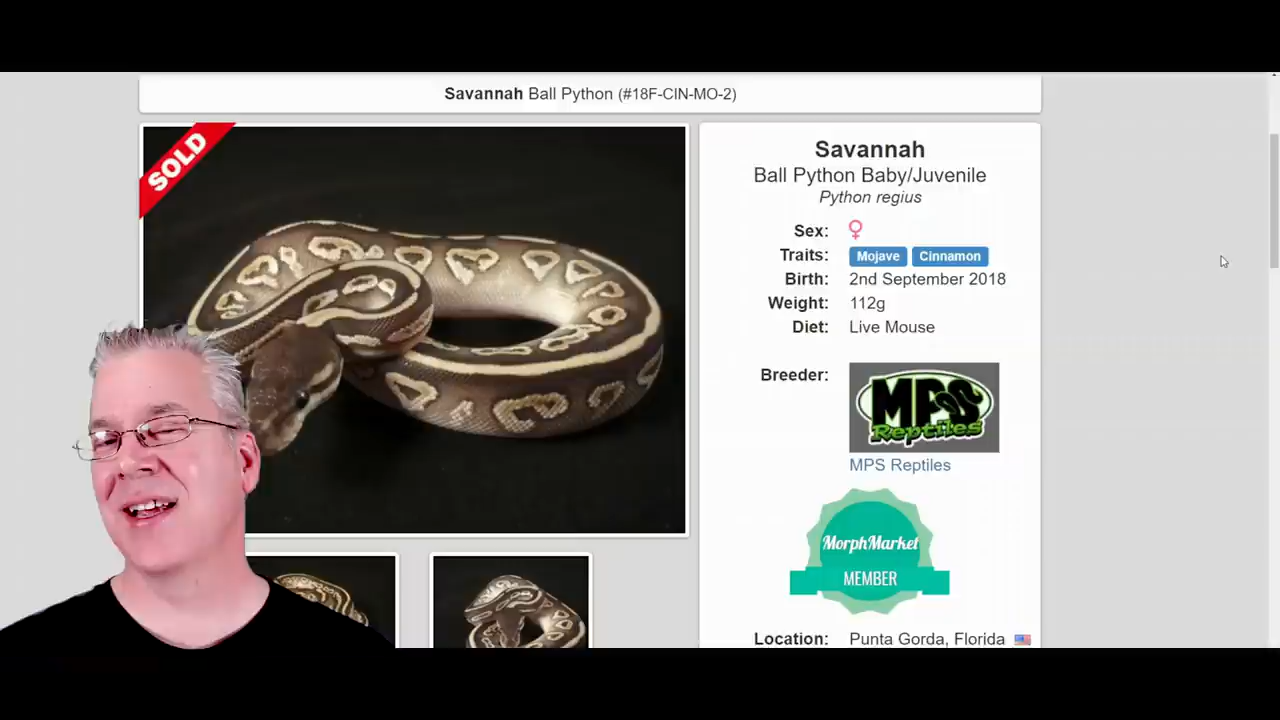 Savannah Ball Python (#18F-CIN-MO-2)
SOLD
Savannah
Ball Python Baby/Juvenile
Python regius
Sex: ♀
Traits: Mojave Cinnamon
Birth: 2nd September 2018
Weight: 112g
Diet: Live Mouse
Breeder:
MPS
Reptiles
MPS Reptiles
MorphMarket
MEMBER
Location: Punta Gorda, Florida